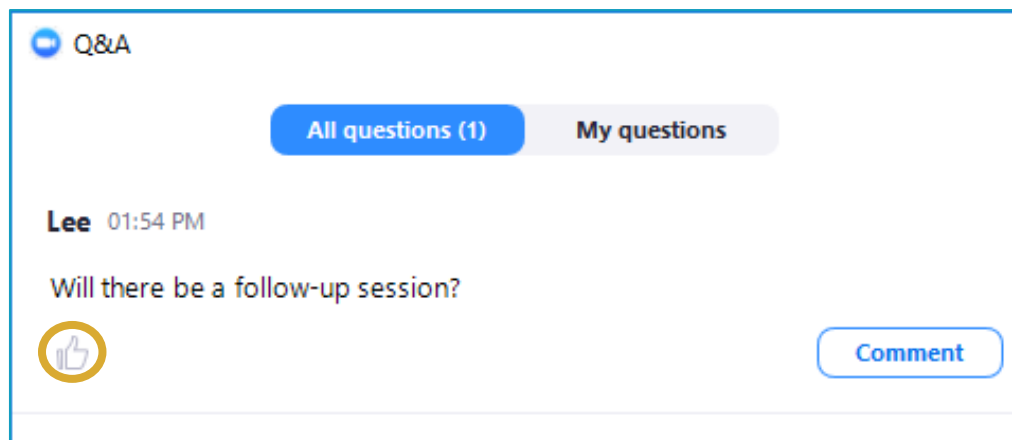 Q&A
All questions (1) My questions
Lee 01:54 PM
Will there be a follow-up session?
Comment